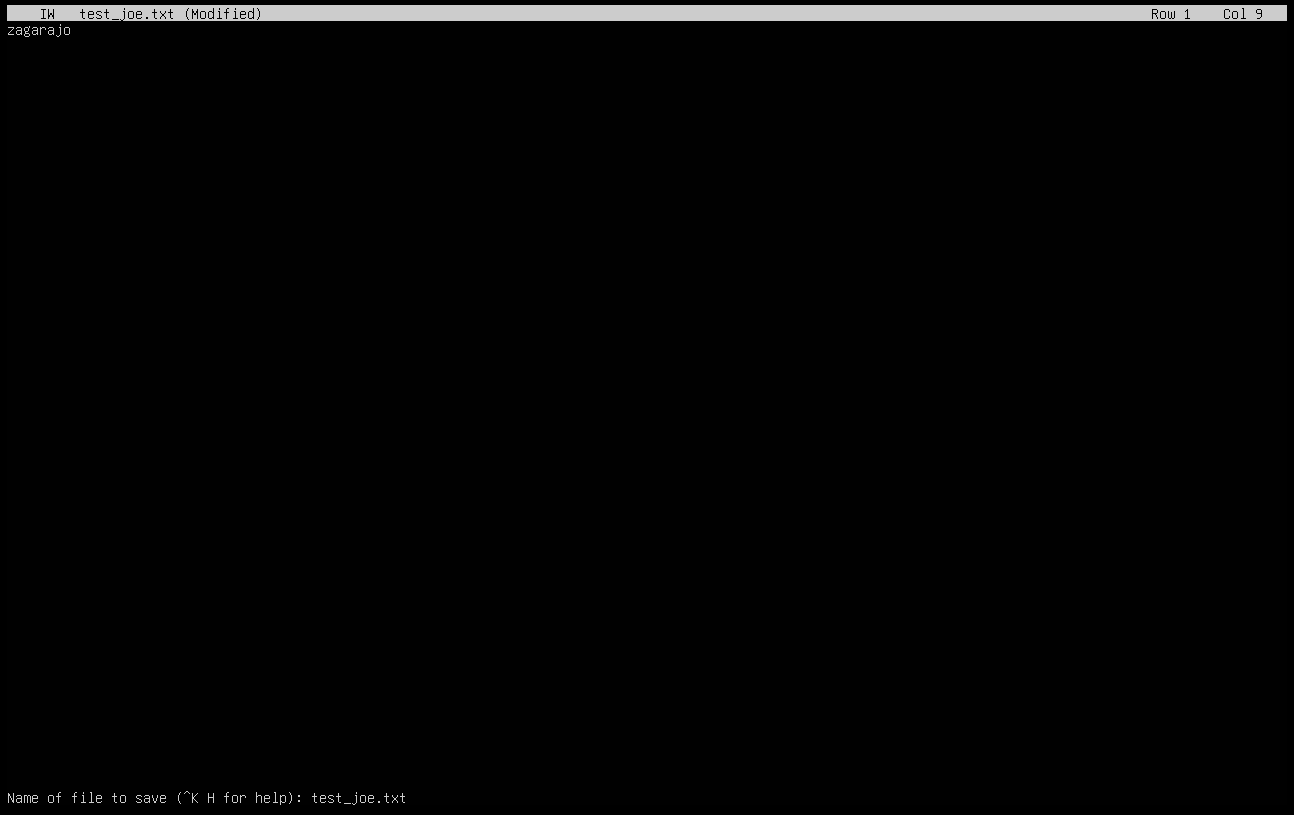 IW test_joe.txt (Modified) Row 1 Col 9
zagarajo
Name of file to save (^K H for help): test_joe.txt